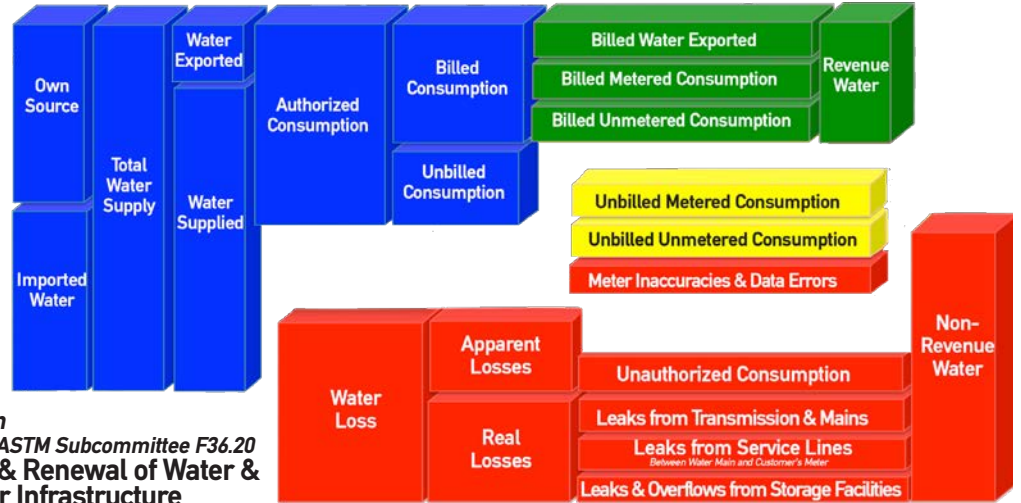 Own
Source
Imported
Water
Total
Water
Supply
Water
Exported
Water
Supplied
Authorized
Consumption
Billed
Consumption
Unbilled
Consumption
Billed Water Exported
Billed Metered Consumption
Billed Unmetered Consumption
Revenue
Water
Unbilled Metered Consumption
Unbilled Unmetered Consumption
Meter Inaccuracies & Data Errors
Water
Loss
Apparent
Losses
Real
Losses
Unauthorized Consumption
Leaks from Transmission & Mains
Leaks from Service Lines
Between Water Main and Customer's Meter
Leaks & Overflows from Storage Facilities
Non-
Revenue
Water
ASTM Subcommittee F36.20
& Renewal of Water &
Infrastructure